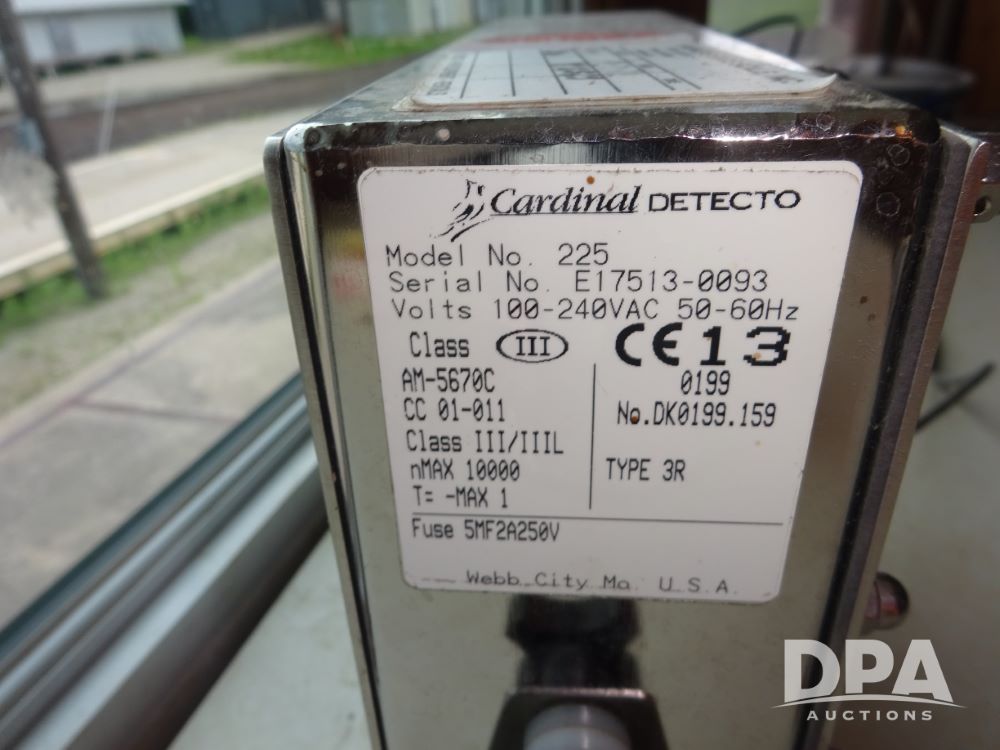 Cardinal DETECTO
Model No. 225
Serial No. E17513-0093
Volts 100-240VAC 50-60Hz
Class III CE 13
AM-5670C
CC 01-011
Class III/IIIL
nMAX 10000
T= -MAX 1
0199
No.DK0199.159
TYPE 3R
Fuse 5MF2A250V
Webb City Mo. U.S.A.
DPA
AUCTIONS